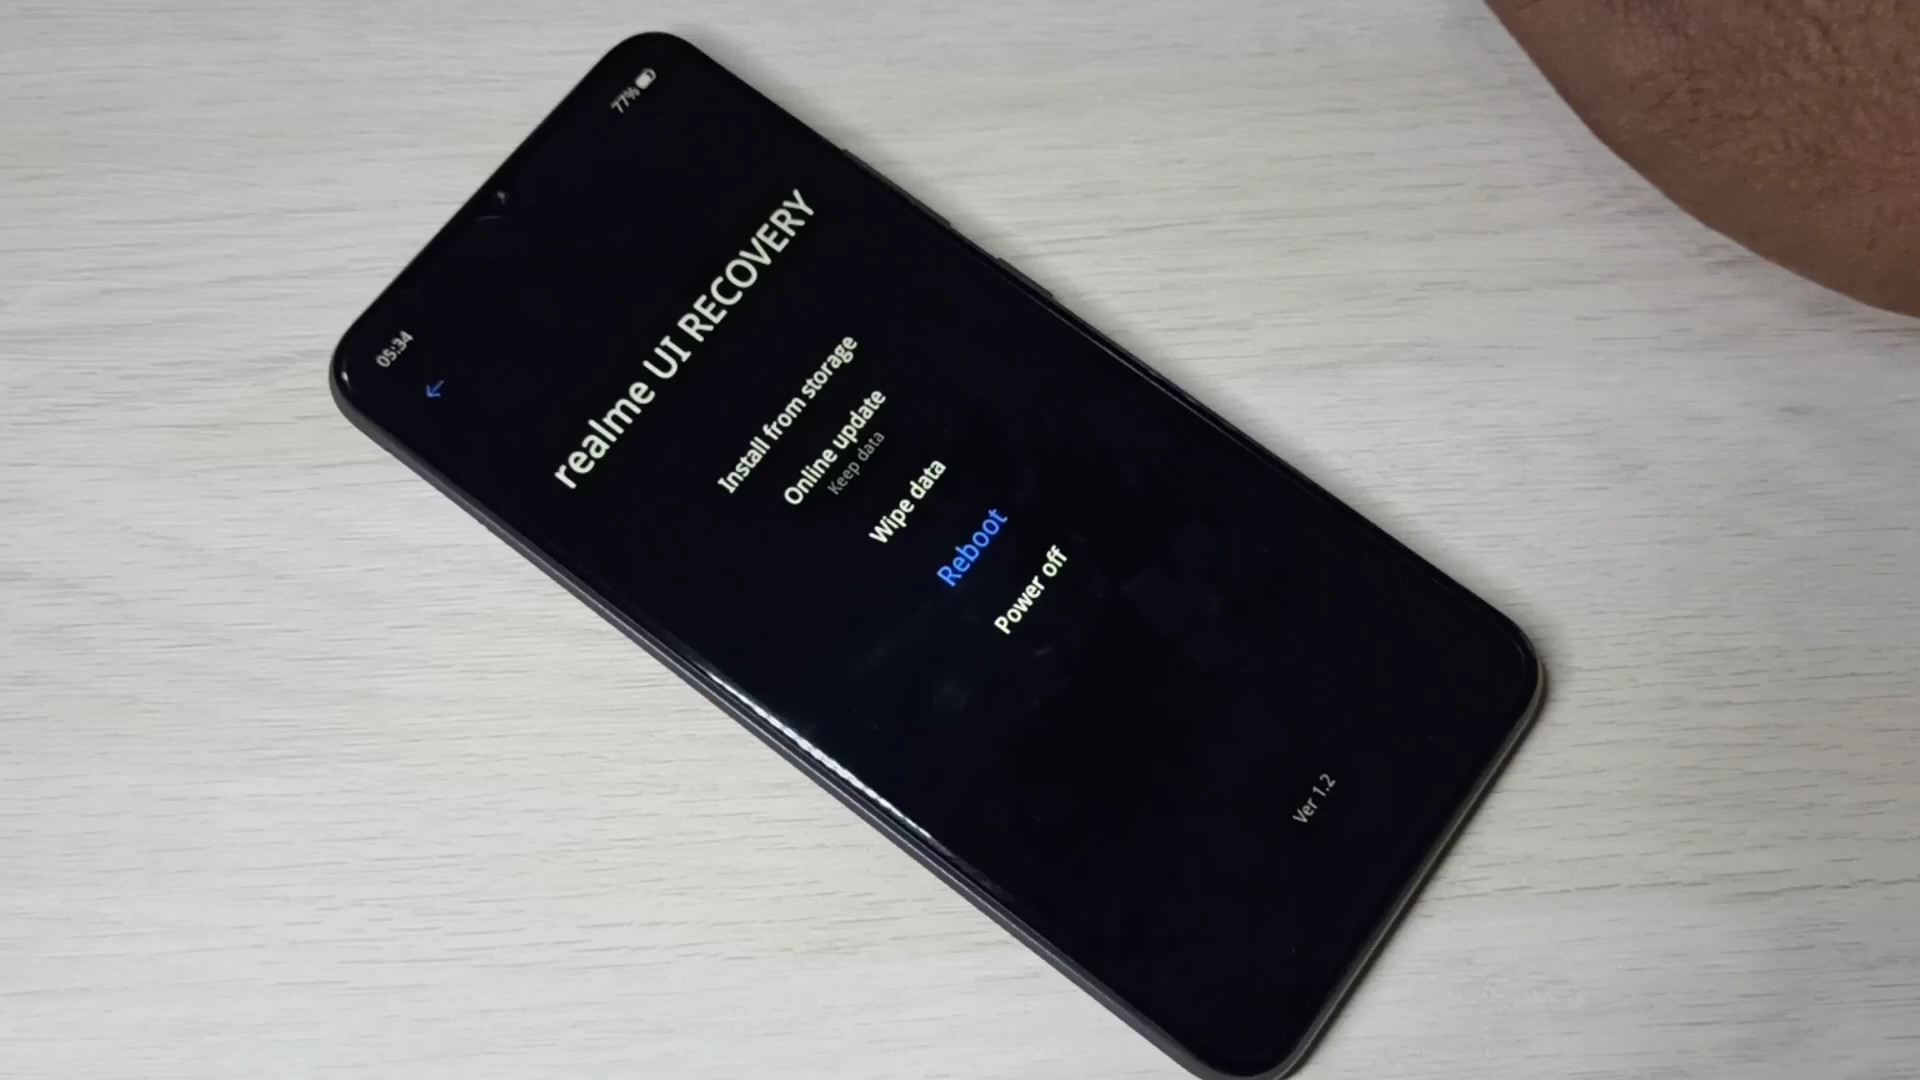 05:34
77%
←
realme UI RECOVERY
Install from storage
Online update
Keep data
Wipe data
Reboot
Power off
Ver 1.2